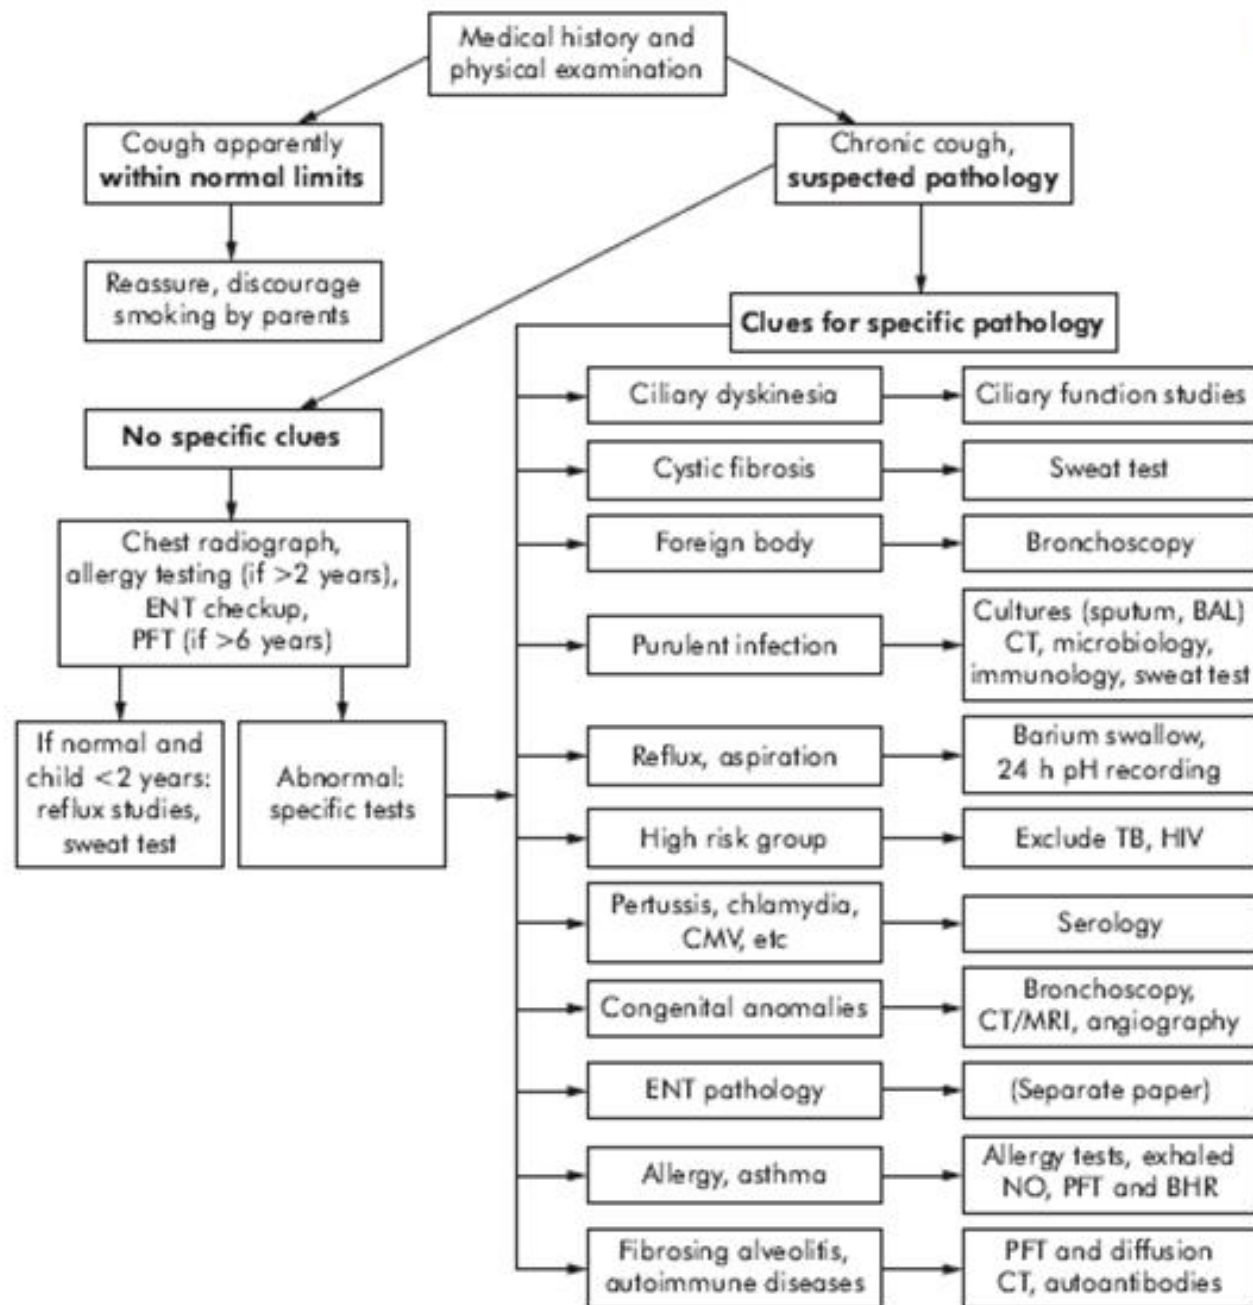 Medical history and
physical examination
Cough apparently
within normal limits
Chronic cough,
suspected pathology
Reassure, discourage
smoking by parents
Clues for specific pathology
No specific clues
Chest radiograph,
allergy testing (if >2 years),
ENT checkup,
PFT (if >6 years)
If normal and
child <2 years:
reflux studies,
sweat test
Abnormal:
specific tests
Ciliary dyskinesia
Ciliary function studies
Cystic fibrosis
Sweat test
Foreign body
Bronchoscopy
Purulent infection
Cultures (sputum, BAL)
CT, microbiology,
immunology, sweat test
Reflux, aspiration
Barium swallow,
24 h pH recording
High risk group
Exclude TB, HIV
Pertussis, chlamydia,
CMV, etc
Serology
Congenital anomalies
Bronchoscopy,
CT/MRI, angiography
ENT pathology
(Separate paper)
Allergy, asthma
Allergy tests, exhaled
NO, PFT and BHR
Fibrosing alveolitis,
autoimmune diseases
PFT and diffusion
CT, autoantibodies